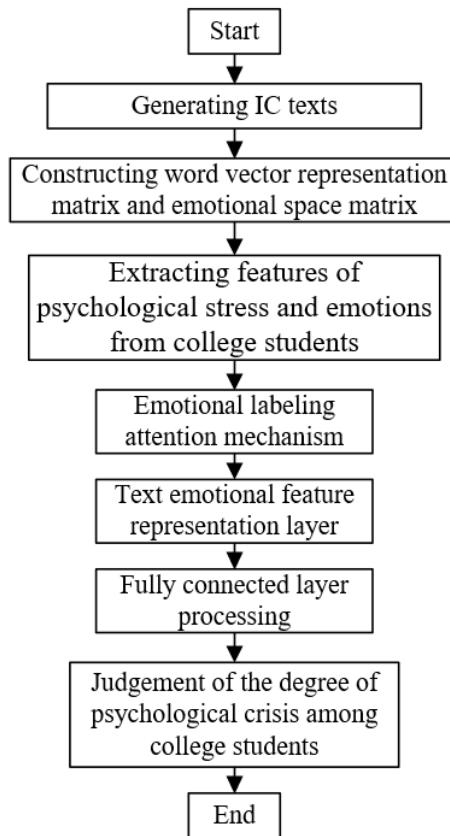 Start
Generating IC texts
Constructing word vector representation
matrix and emotional space matrix
Extracting features of
psychological stress and emotions
from college students
Emotional labeling
attention mechanism
Text emotional feature
representation layer
Fully connected layer
processing
Judgement of the degree of
psychological crisis among
college students
End